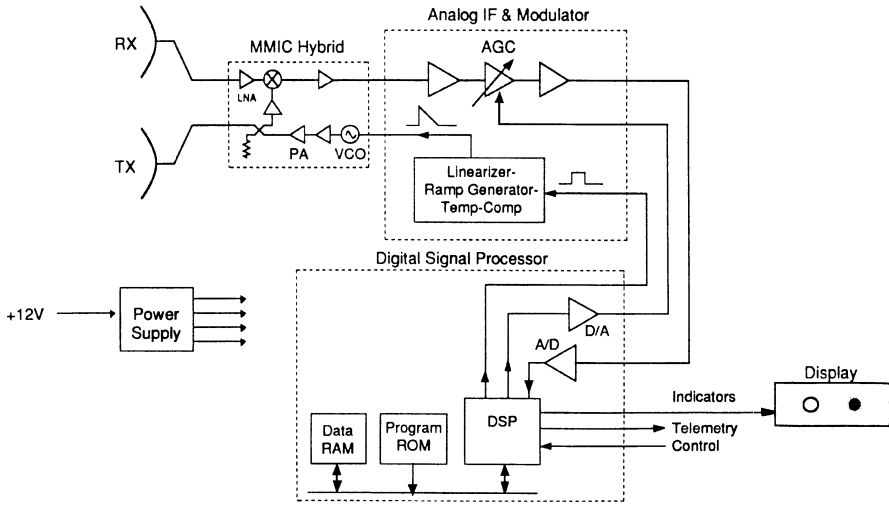 Analog IF & Modulator
RX
MMIC Hybrid
AGC
LNA
TX
PA
VCO
Linearizer-
Ramp Generator-
Temp-Comp
Digital Signal Processor
+12V
Power
Supply
D/A
A/D
Display
Indicators
DSP
Telemetry
Control
Data
RAM
Program
ROM